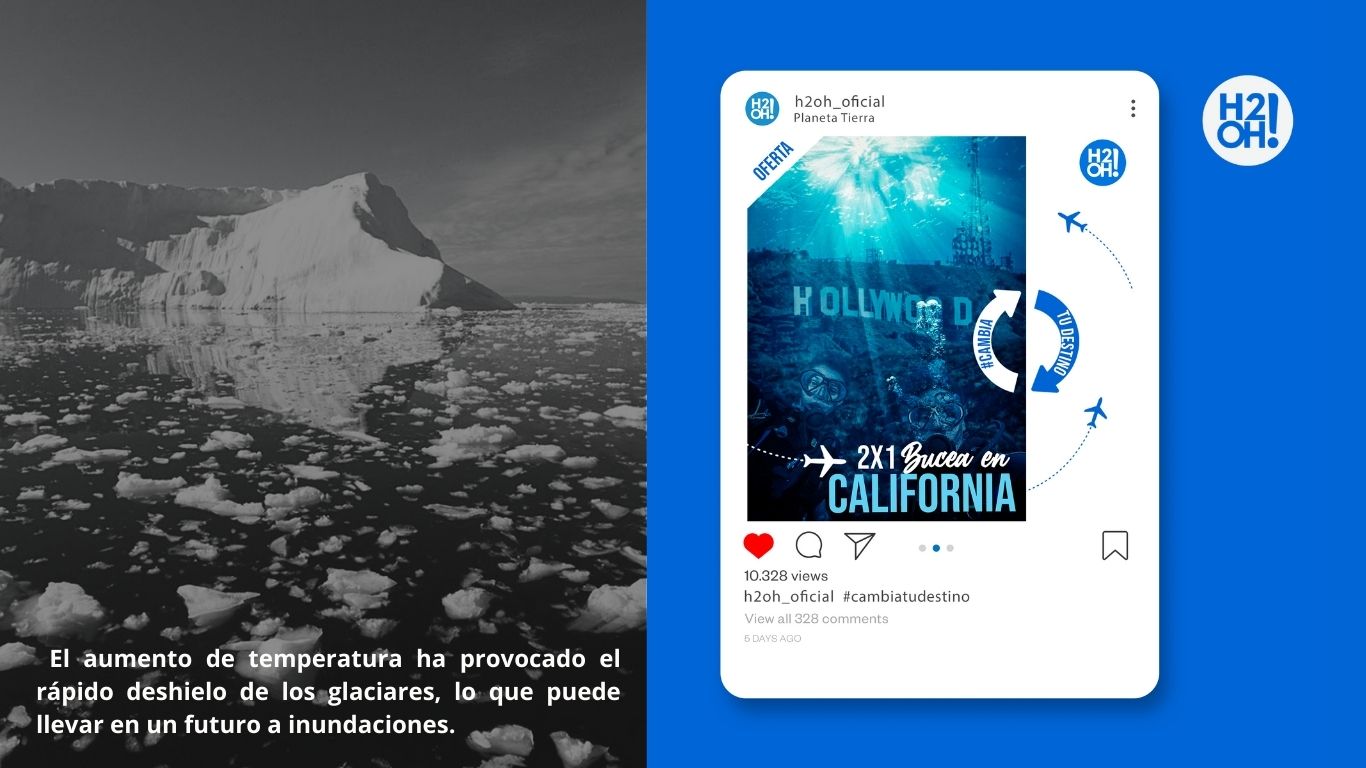 El aumento de temperatura ha provocado el
rápido deshielo de los glaciares, lo que puede
llevar en un futuro a inundaciones.
H2
OH!
h2oh_oficial
Planeta Tierra
H2
OH!
OFERTA
H2
OH!
HOLLYWOOD
#CAMBIA
TU DESTINO
2X1 Bucea en
CALIFORNIA
10.328 views
h2oh_oficial #cambiatudestino
View all 328 comments
5 DAYS AGO